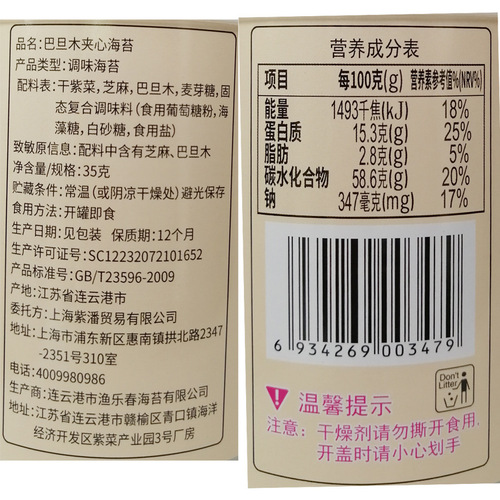 品名：巴旦木夹心海苔
产品类型：调味海苔
配料表：干紫菜，芝麻，巴旦木，麦芽糖，固
态复合调味料（食用葡萄糖粉，海
藻糖，白砂糖，食用盐）
致敏原信息：配料中含有芝麻、巴旦木
净含量/规格：35克
贮藏条件：常温（或阴凉干燥处）避光保存
食用方法：开罐即食
生产日期：见包装 保质期：12个月
生产许可证号：SC12232072101652
产品标准号：GB/T23596-2009
产地：江苏省连云港市
委托方：上海紫潘贸易有限公司
地址：上海市浦东新区惠南镇拱北路2347
-2351号310室
电话：4009980986
生产商：连云港市渔乐春海苔有限公司
地址：江苏省连云港市赣榆区青口镇海洋
经济开发区紫菜产业园3号厂房
营养成分表
项目 每100克(g) 营养素参考值%(NRV%)
能量 1493千焦(kJ) 18%
蛋白质 15.3克(g) 25%
脂肪 2.8克(g) 5%
碳水化合物 58.6克(g) 20%
钠 347毫克(mg) 17%
6 934269 003479
Don't
Litter
! 温馨提示
注意：干燥剂请勿撕开食用.
开盖时请小心划手